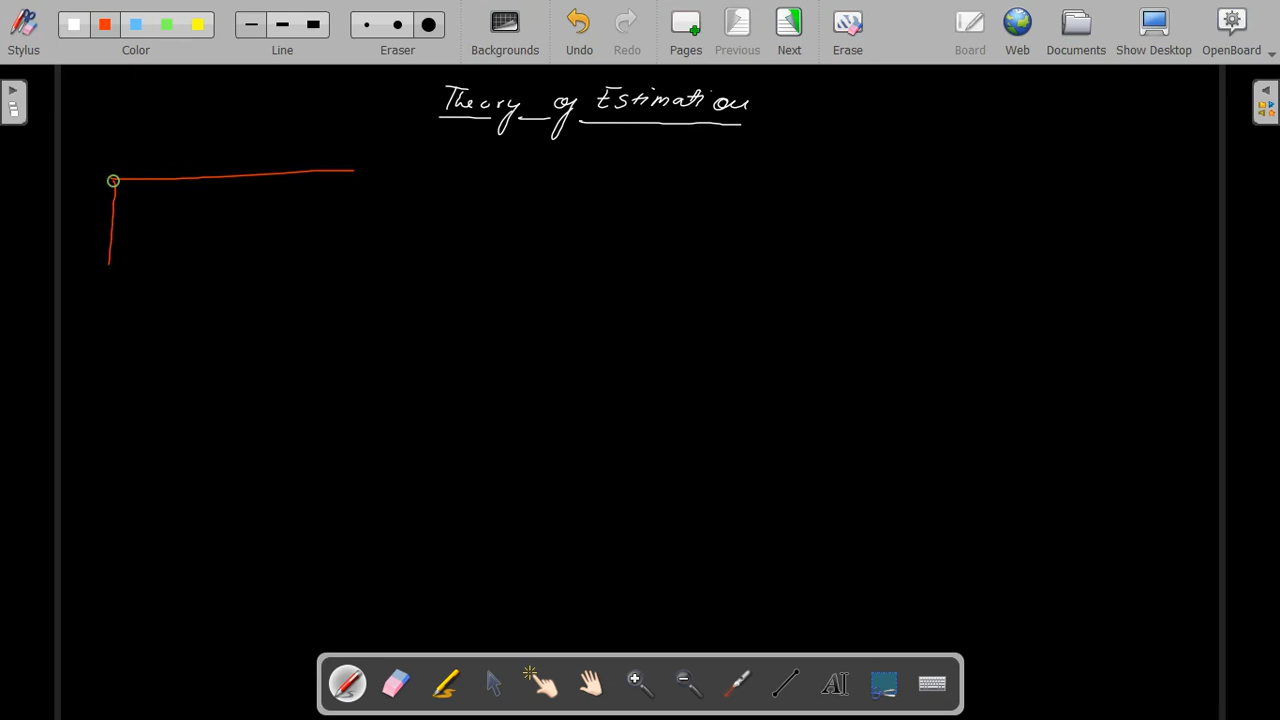 Stylus Color Line Eraser Backgrounds Undo Redo Pages Previous Next Erase Board Web Documents Show Desktop OpenBoard
Theory of Estimation
AI